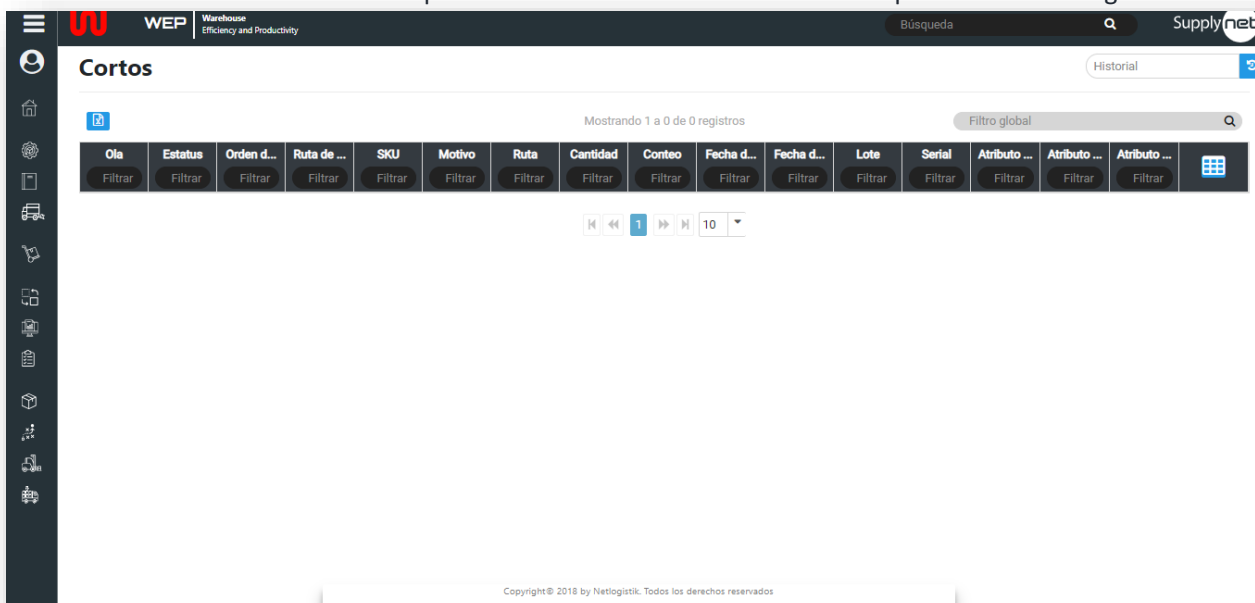 WEP Warehouse
Efficiency and Productivity
Búsqueda
Supply net
Cortos
Historial
Mostrando 1 a 0 de 0 registros
Filtro global
Ola Estatus Orden d... Ruta de ... SKU Motivo Ruta Cantidad Conteo Fecha d... Fecha d... Lote Serial Atributo ... Atributo ... Atributo ...
Filtrar Filtrar Filtrar Filtrar Filtrar Filtrar Filtrar Filtrar Filtrar Filtrar Filtrar Filtrar Filtrar Filtrar Filtrar Filtrar
1 10
Copyright© 2018 by Netlogistik. Todos los derechos reservados